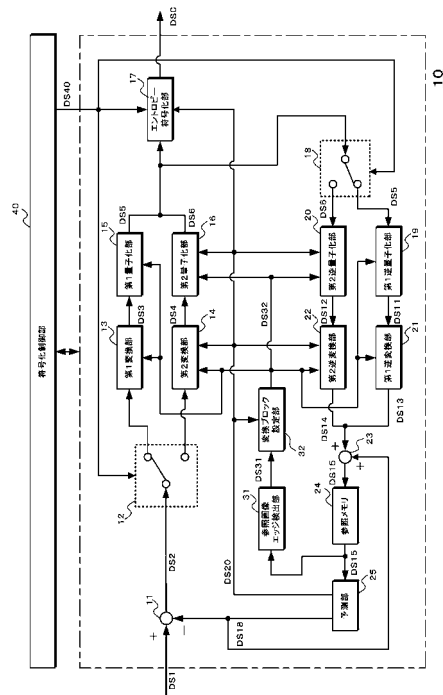 40
符号化制御部
DS40
DS0
17
エントロピー
符号化部
15
第1量子化部
DS5
16
第2量子化部
DS6
13
第1変換部
DS3
14
第2変換部
DS4
12
DS2
11
+
−
DS1
DS18
DS20
18
DS6
DS5
20
第2逆量子化部
19
第1逆量子化部
DS12
DS11
22
第2逆変換部
21
第1逆変換部
DS14
DS13
DS32
変換ブロック
設定部
32
DS31
31
参照画像
エッジ検出部
+
23
+
DS15
24
参照メモリ
DS15
25
予測部
10